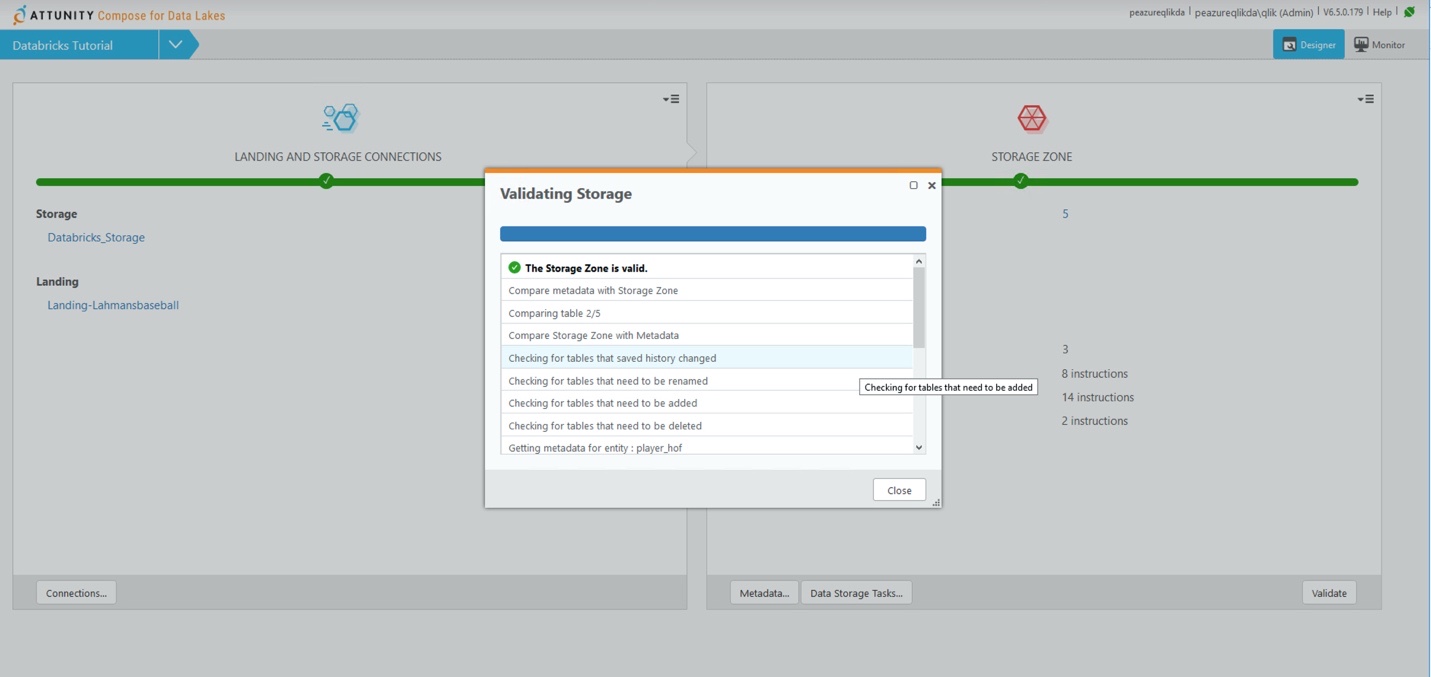 ATTUNITY Compose for Data Lakes
peazureqlikda | peazureqlikda\qlik (Admin) | V6.5.0.179 | Help |
Databricks Tutorial
Designer
Monitor
LANDING AND STORAGE CONNECTIONS
STORAGE ZONE
Storage
Databricks_Storage
Landing
Landing-Lahmansbaseball
5
3
8 instructions
14 instructions
2 instructions
Validating Storage
The Storage Zone is valid.
Compare metadata with Storage Zone
Comparing table 2/5
Compare Storage Zone with Metadata
Checking for tables that saved history changed
Checking for tables that need to be renamed
Checking for tables that need to be added
Checking for tables that need to be added
Checking for tables that need to be deleted
Getting metadata for entity : player_hof
Close
Connections...
Metadata...
Data Storage Tasks...
Validate